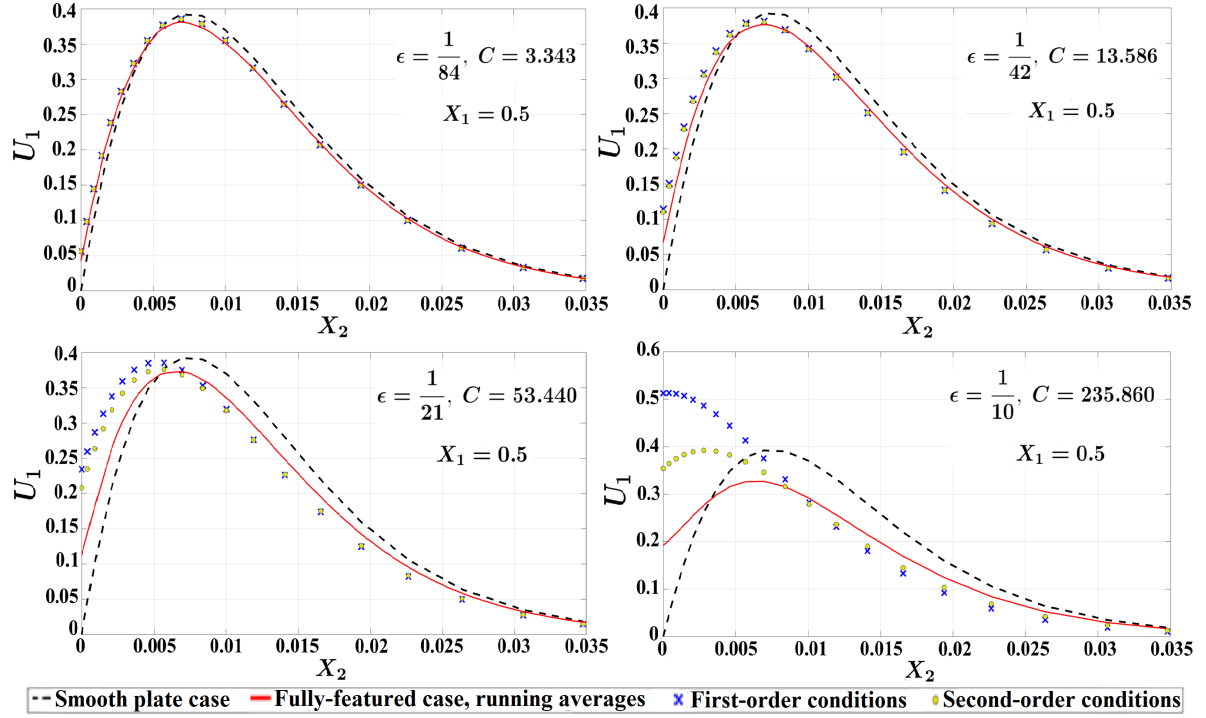 0.4
0.35
0.3
0.25
0.2
0.15
0.1
0.05
0
U₁
ϵ = 1/84, C = 3.343
X₁ = 0.5
0 0.005 0.01 0.015 0.02 0.025 0.03 0.035
X₂
0.4
0.35
0.3
0.25
0.2
0.15
0.1
0.05
0
U₁
ϵ = 1/42, C = 13.586
X₁ = 0.5
0 0.005 0.01 0.015 0.02 0.025 0.03 0.035
X₂
0.4
0.35
0.3
0.25
0.2
0.15
0.1
0.05
0
U₁
ϵ = 1/21, C = 53.440
X₁ = 0.5
0 0.005 0.01 0.015 0.02 0.025 0.03 0.035
X₂
0.6
0.5
0.4
0.3
0.2
0.1
0
U₁
ϵ = 1/10, C = 235.860
X₁ = 0.5
0 0.005 0.01 0.015 0.02 0.025 0.03 0.035
X₂
Smooth plate case Fully-featured case, running averages First-order conditions Second-order conditions